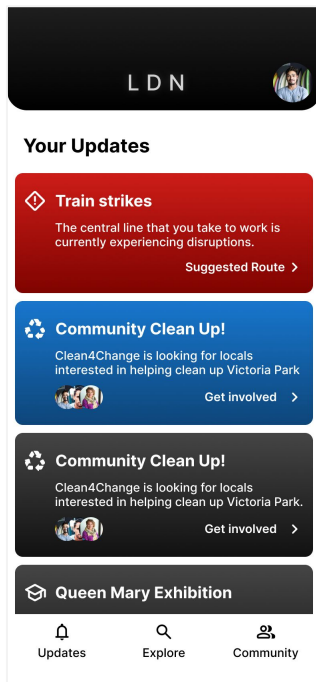 LDN
Your Updates
Train strikes
The central line that you take to work is
currently experiencing disruptions.
Suggested Route
Community Clean Up!
Clean4Change is looking for locals
interested in helping clean up Victoria Park
Get involved
Community Clean Up!
Clean4Change is looking for locals
interested in helping clean up Victoria Park.
Get involved
Queen Mary Exhibition
Updates
Explore
Community